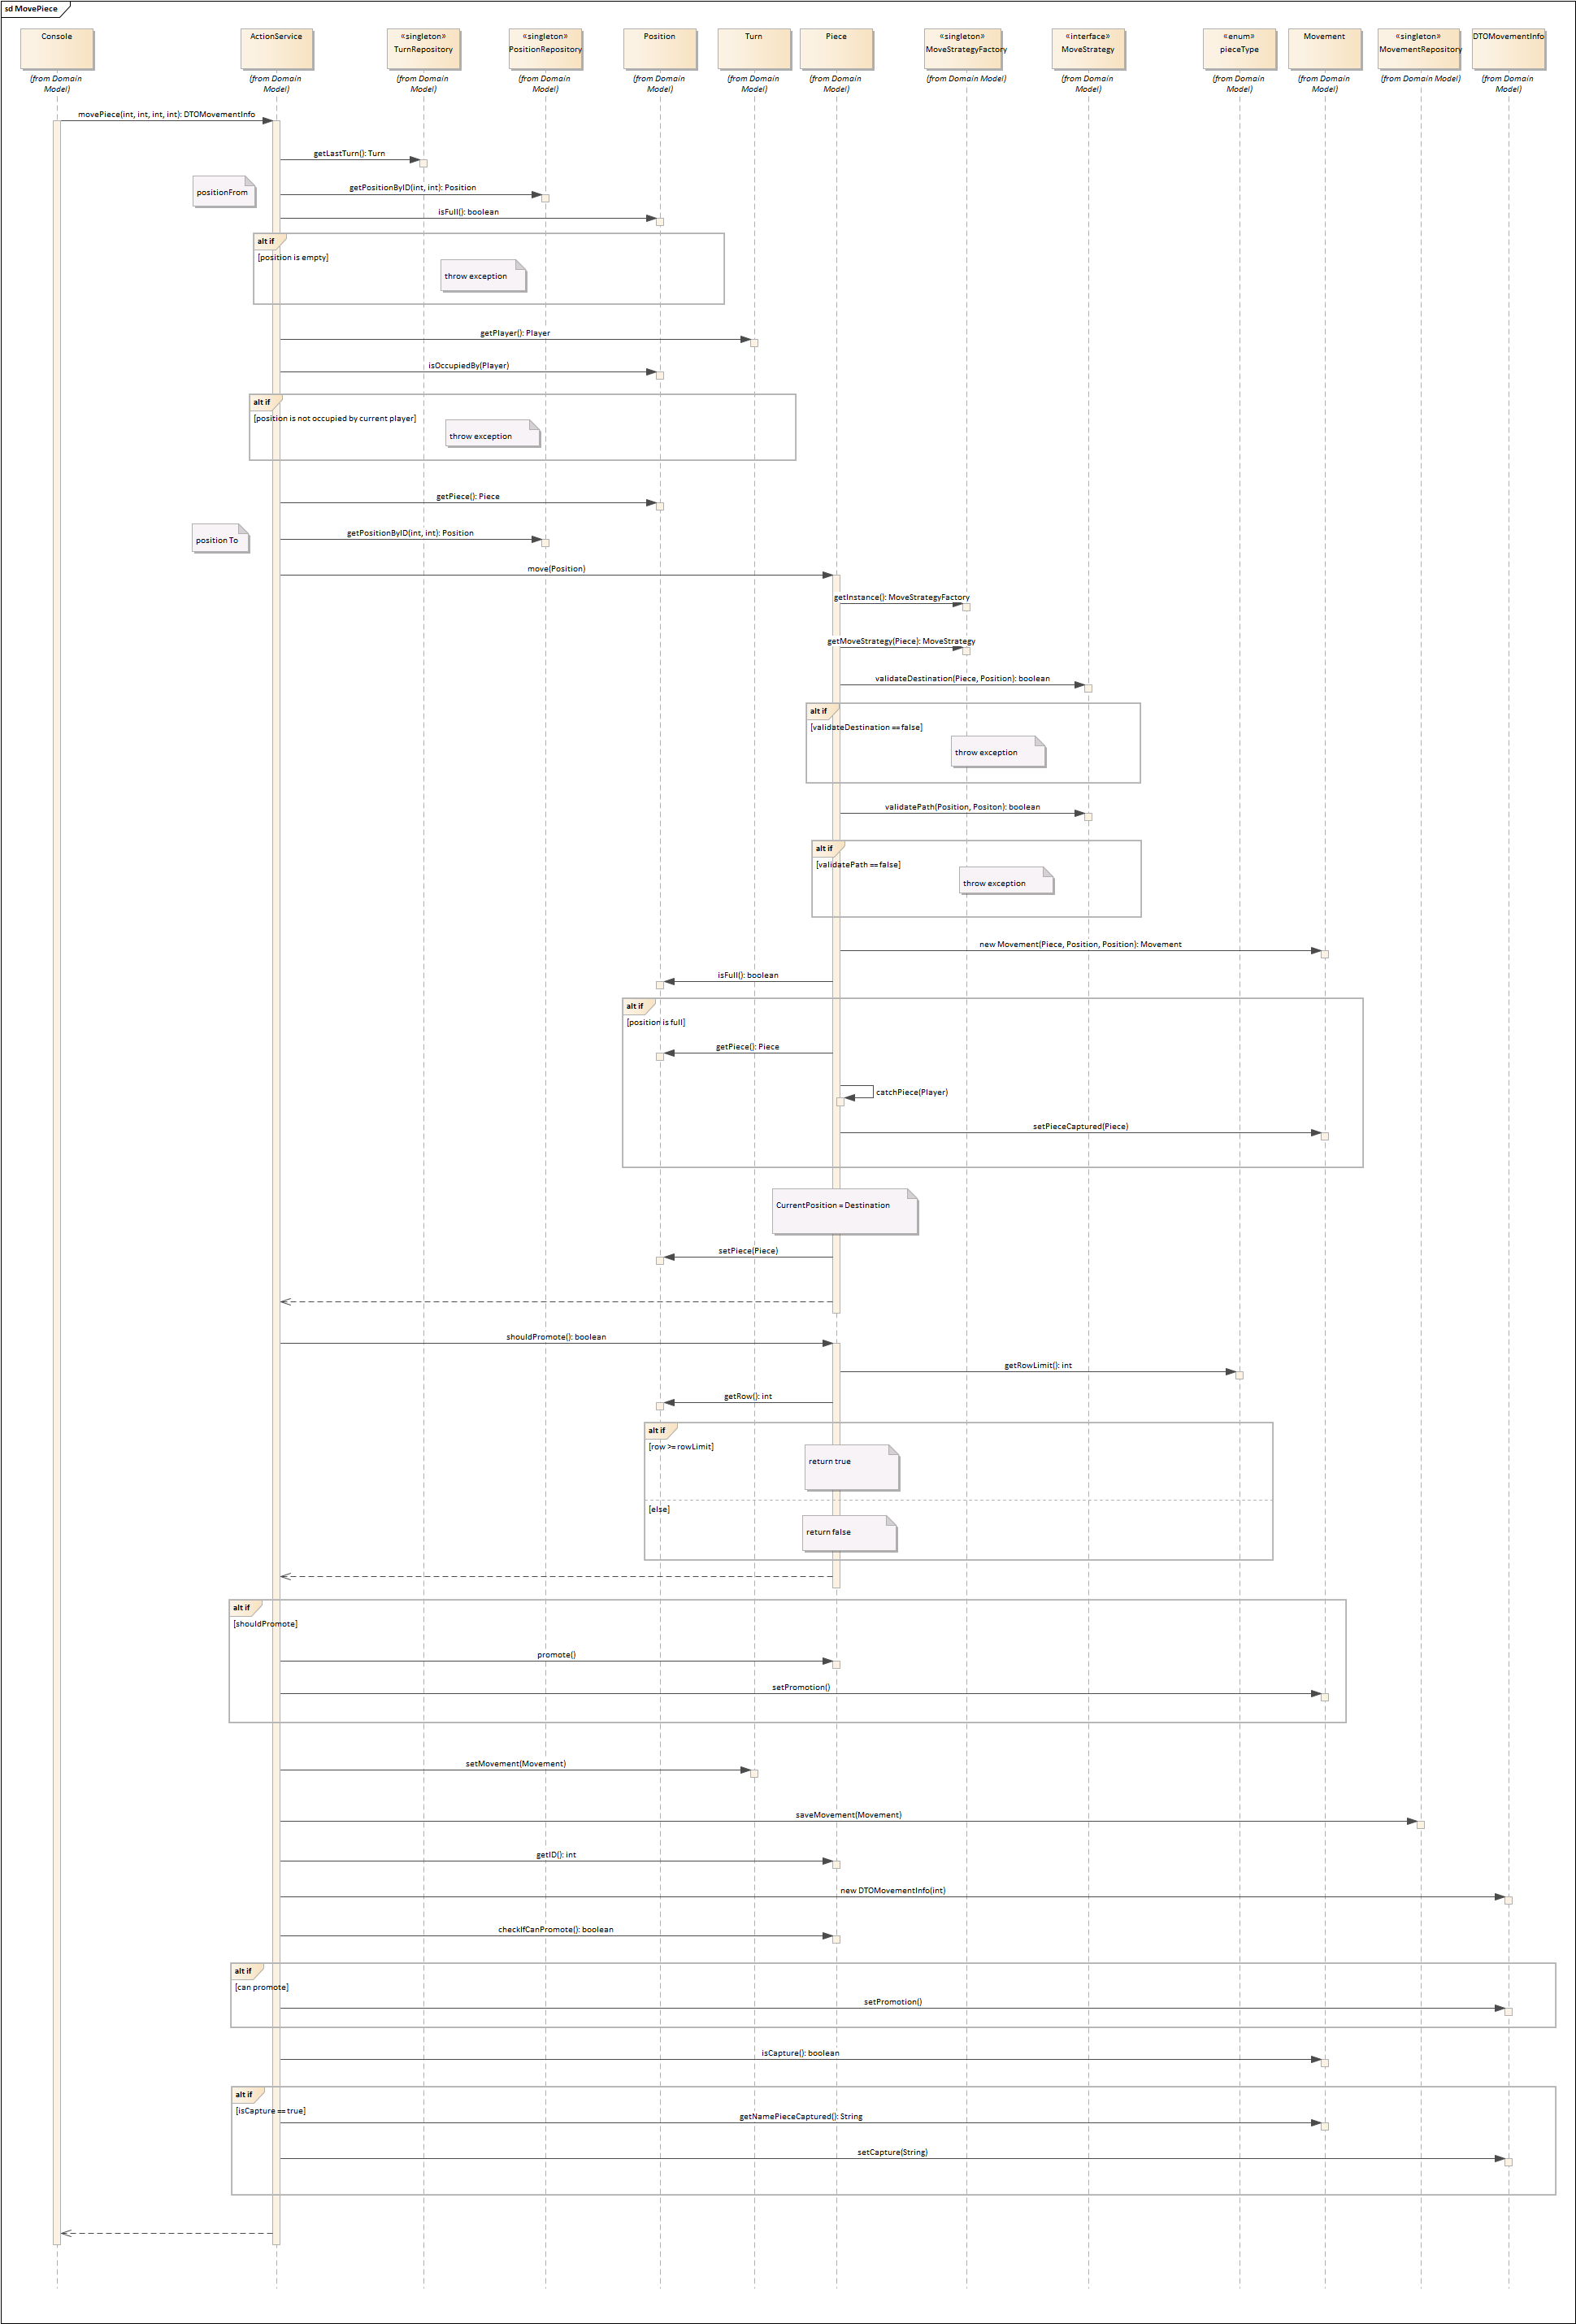 sd MovePiece
Console
ActionService
«singleton»
TurnRepository
«singleton»
PositionRepository
Position
Turn
Piece
«singleton»
MoveStrategyFactory
«interface»
MoveStrategy
«enum»
pieceType
Movement
«singleton»
MovementRepository
DTOMovementInfo
(from Domain
Model)
(from Domain
Model)
(from Domain
Model)
(from Domain
Model)
(from Domain
Model)
(from Domain
Model)
(from Domain
Model)
(from Domain Model)
(from Domain
Model)
(from Domain
Model)
(from Domain
Model)
(from Domain Model)
(from Domain
Model)
movePiece(int, int, int, int): DTOMovementInfo
getLastTurn(): Turn
positionFrom
getPositionByID(int, int): Position
isFull(): boolean
alt if
[position is empty]
throw exception
getPlayer(): Player
isOccupiedBy(Player)
alt if
[position is not occupied by current player]
throw exception
getPiece(): Piece
position To
getPositionByID(int, int): Position
move(Position)
getInstance(): MoveStrategyFactory
getMoveStrategy(Piece): MoveStrategy
validateDestination(Piece, Position): boolean
alt if
[validateDestination == false]
throw exception
validatePath(Position, Positon): boolean
alt if
[validatePath == false]
throw exception
new Movement(Piece, Position, Position): Movement
isFull(): boolean
alt if
[position is full]
getPiece(): Piece
catchPiece(Player)
setPieceCaptured(Piece)
CurrentPosition = Destination
setPiece(Piece)
shouldPromote(): boolean
getRowLimit(): int
getRow(): int
alt if
[row >= rowLimit]
return true
[else]
return false
alt if
[shouldPromote]
promote()
setPromotion()
setMovement(Movement)
saveMovement(Movement)
getID(): int
new DTOMovementInfo(int)
checkIfCanPromote(): boolean
alt if
[can promote]
setPromotion()
isCapture(): boolean
alt if
[isCapture == true]
getNamePieceCaptured(): String
setCapture(String)